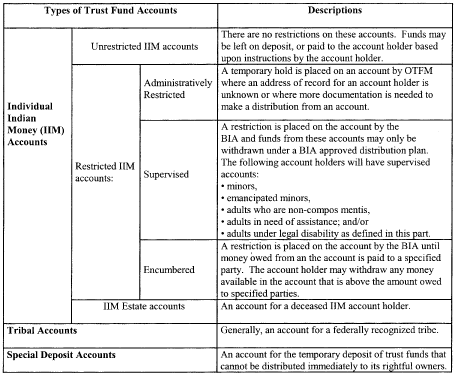 Types of Trust Fund Accounts
Descriptions
Individual
Indian
Money (IIM)
Accounts
Unrestricted IIM accounts
There are no restrictions on these accounts. Funds may
be left on deposit, or paid to the account holder based
upon instructions by the account holder.
Restricted IIM
accounts:
Administratively
Restricted
A temporary hold is placed on an account by OTFM
where an address of record for an account holder is
unknown or where more documentation is needed to
make a distribution from an account.
Supervised
A restriction is placed on the account by the
BIA and funds from these accounts may only be
withdrawn under a BIA approved distribution plan.
The following account holders will have supervised
accounts:
• minors,
• emancipated minors,
• adults who are non-compos mentis,
• adults in need of assistance; and/or
• adults under legal disability as defined in this part.
Encumbered
A restriction is placed on the account by the BIA until
money owed from an the account is paid to a specified
party. The account holder may withdraw any money
available in the account that is above the amount owed
to specified parties.
IIM Estate accounts
An account for a deceased IIM account holder.
Tribal Accounts
Generally, an account for a federally recognized tribe.
Special Deposit Accounts
An account for the temporary deposit of trust funds that
cannot be distributed immediately to its rightful owners.